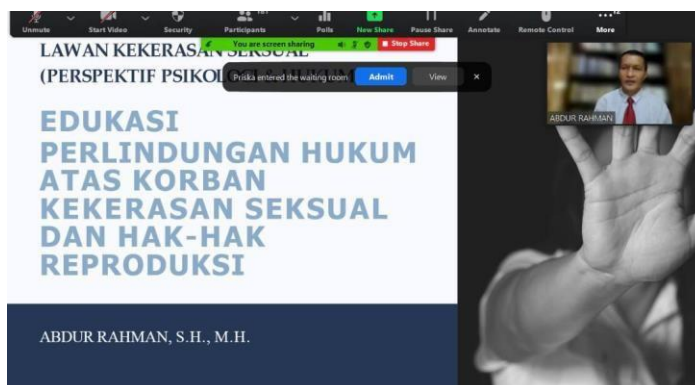 Unmute Start Video Security Participants Polls New Share Pause Share Annotate Remote Control More
You are screen sharing Stop Share
LAWAN KEKERASAN SEKSUAL
(PERSPEKTIF
Priska entered the waiting room Admit View
ABDUR RAHMAN
EDUKASI
PERLINDUNGAN HUKUM
ATAS KORBAN
KEKERASAN SEKSUAL
DAN HAK-HAK
REPRODUKSI
ABDUR RAHMAN, S.H., M.H.